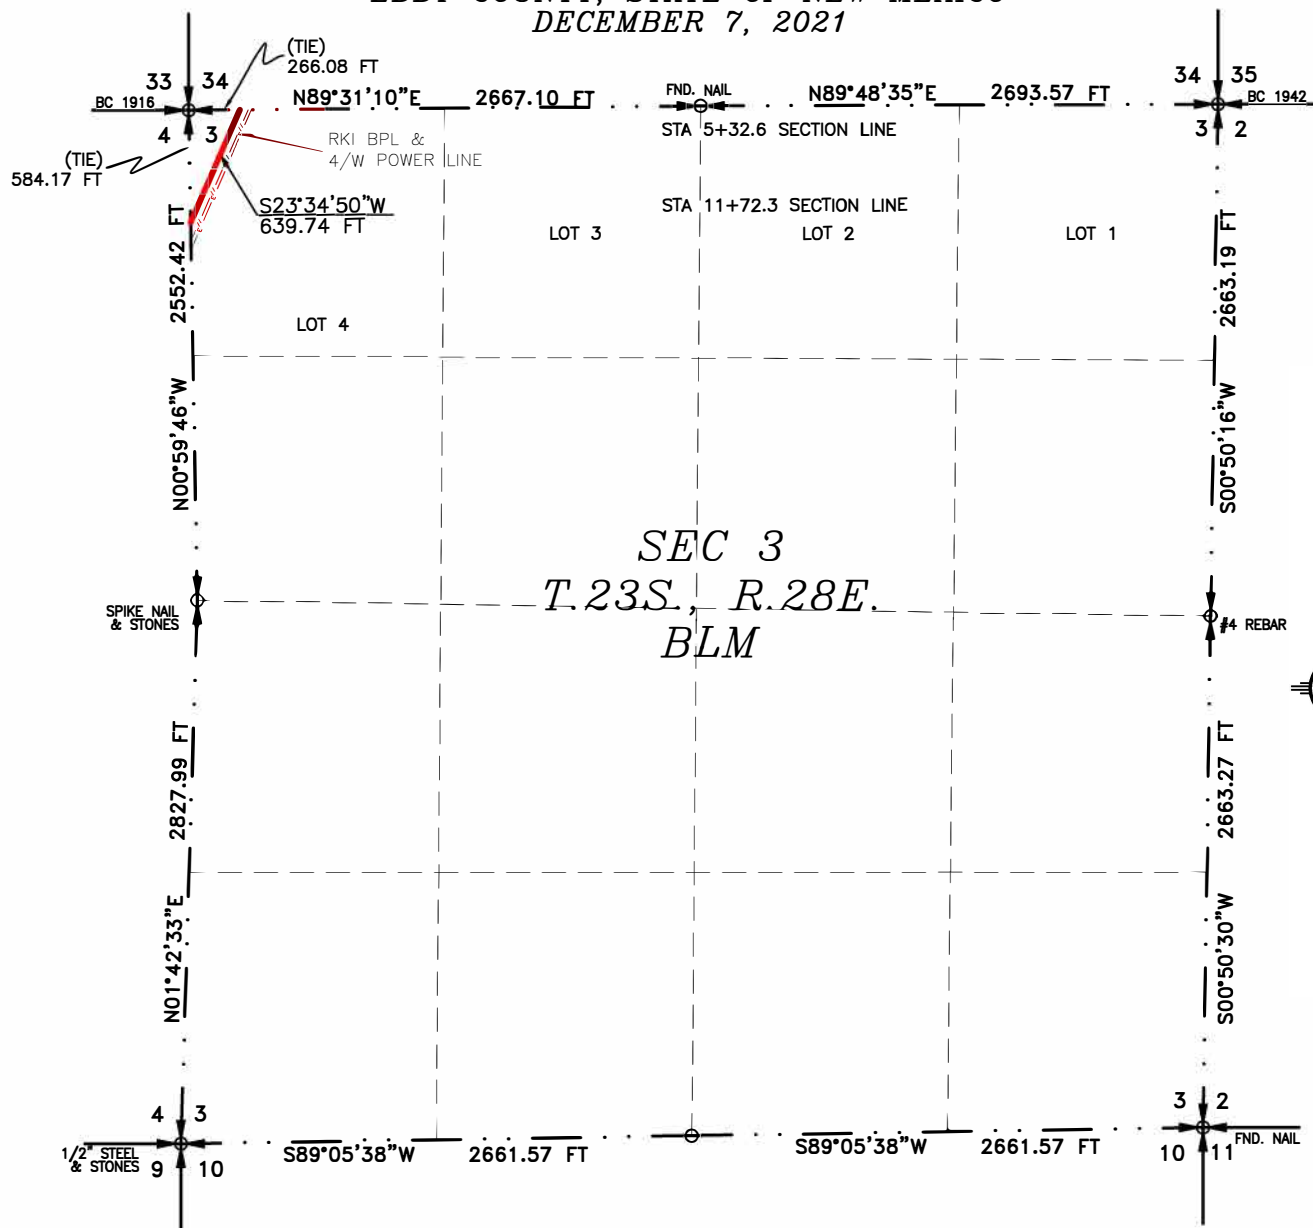 EDDY COUNTY, STATE OF NEW MEXICO
DECEMBER 7, 2021
(TIE)
266.08 FT
33 34
BC 1916
4 3
N89°31'10"E 2667.10 FT
FND. NAIL
N89°48'35"E 2693.57 FT
34 35
BC 1942
3 2
STA 5+32.6 SECTION LINE
RKI BPL &
4/W POWER LINE
(TIE)
584.17 FT
S23°34'50"W
639.74 FT
STA 11+72.3 SECTION LINE
LOT 3
LOT 2
LOT 1
LOT 4
2552.42 FT
N00°59'46"W
2663.19 FT
S00°50'16"W
SEC 3
T.23S., R.28E.
BLM
SPIKE NAIL
& STONES
#4 REBAR
2827.99 FT
N01°42'33"E
2663.27 FT
S00°50'30"W
4 3
1/2" STEEL
& STONES
9 10
S89°05'38"W 2661.57 FT
S89°05'38"W 2661.57 FT
3 2
FND. NAIL
10 11